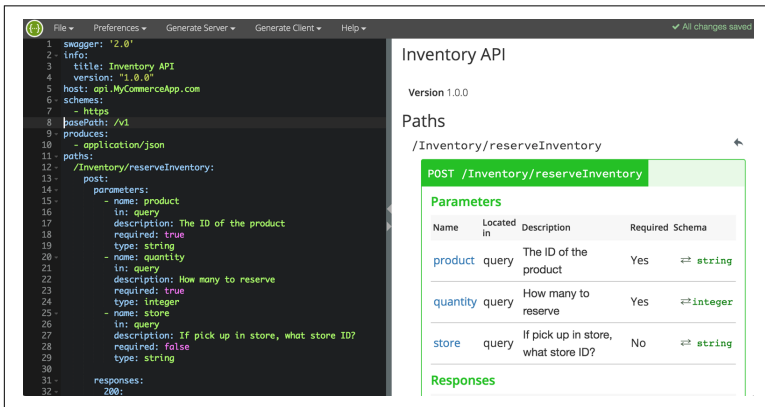 File Preferences Generate Server Generate Client Help ✔ All changes saved
1 swagger: '2.0'
2 info:
3 title: Inventory API
4 version: "1.0.0"
5 host: api.MyCommerceApp.com
6 schemes:
7 - https
8 basePath: /v1
9 produces:
10 - application/json
11 paths:
12 /Inventory/reserveInventory:
13 post:
14 parameters:
15 - name: product
16 in: query
17 description: The ID of the product
18 required: true
19 type: string
20 - name: quantity
21 in: query
22 description: How many to reserve
23 required: true
24 type: integer
25 - name: store
26 in: query
27 description: If pick up in store, what store ID?
28 required: false
29 type: string
30
31 responses:
32 200:
Inventory API
Version 1.0.0
Paths
/Inventory/reserveInventory
POST /Inventory/reserveInventory
Parameters
Name Located in Description Required Schema
product query The ID of the product Yes ⇄ string
quantity query How many to reserve Yes ⇄ integer
store query If pick up in store, what store ID? No ⇄ string
Responses